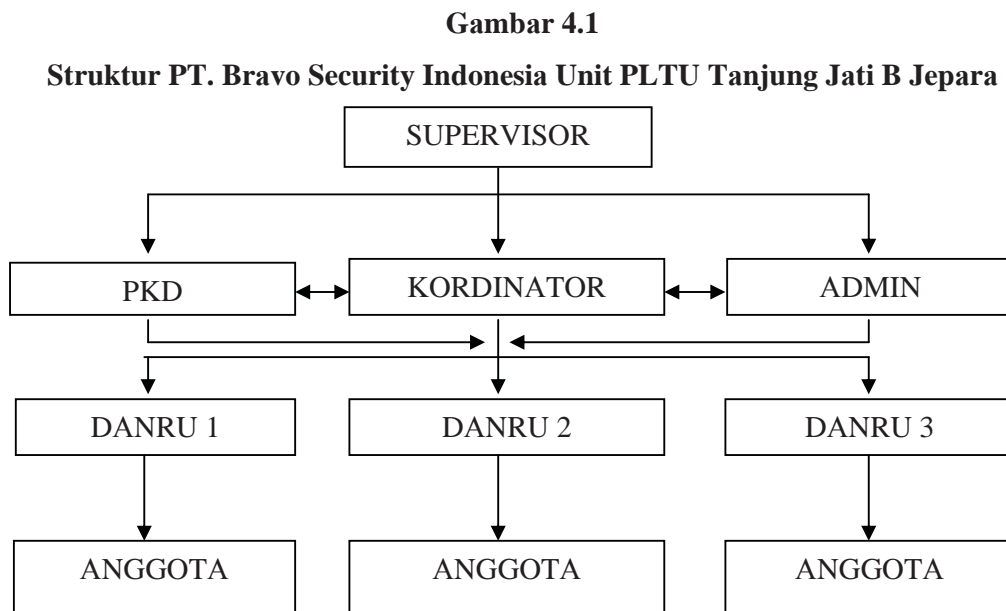 Gambar 4.1
Struktur PT. Bravo Security Indonesia Unit PLTU Tanjung Jati B Jepara
SUPERVISOR
PKD
KORDINATOR
ADMIN
DANRU 1
DANRU 2
DANRU 3
ANGGOTA
ANGGOTA
ANGGOTA